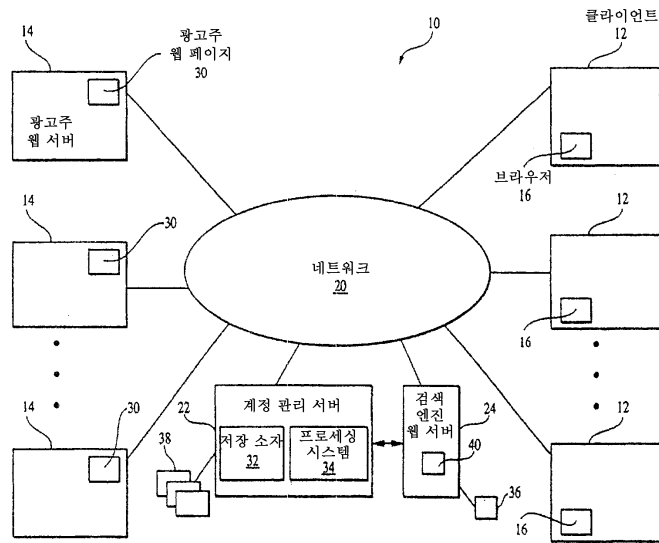 14
광고주
웹 페이지
30
10
클라이언트
12
광고주
웹 서버
브라우저
16
14
30
12
네트워크
20
16
14
30
22
계정 관리 서버
저장 소자
32
프로세싱
시스템
34
38
검색
엔진
웹 서버
40
24
36
12
16